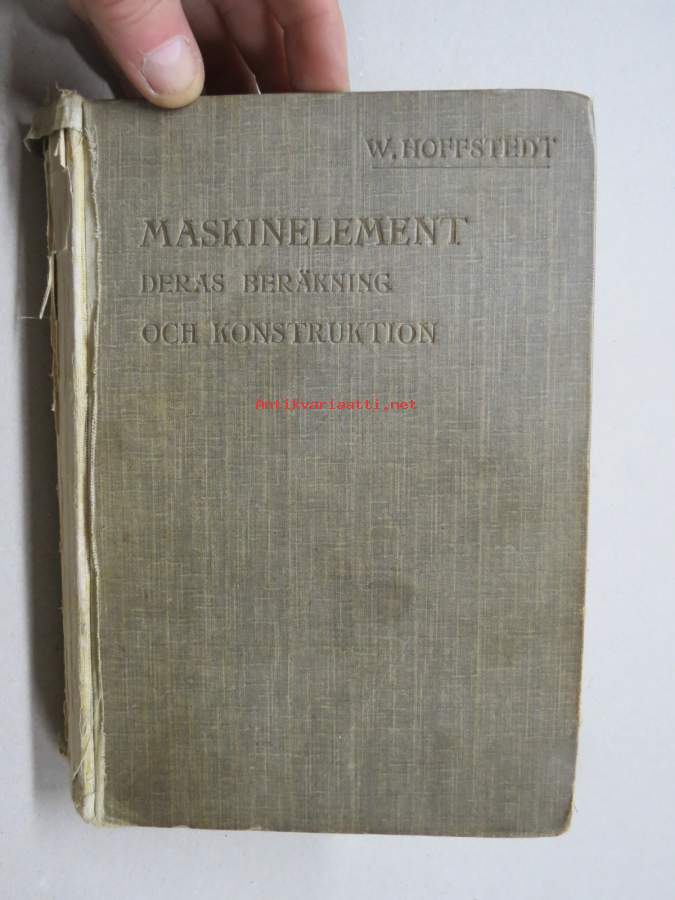 W. HOFFSTEDT
MASKINELEMENT
DERAS BERÄKNING
OCH KONSTRUKTION
Antikvariaatti.net